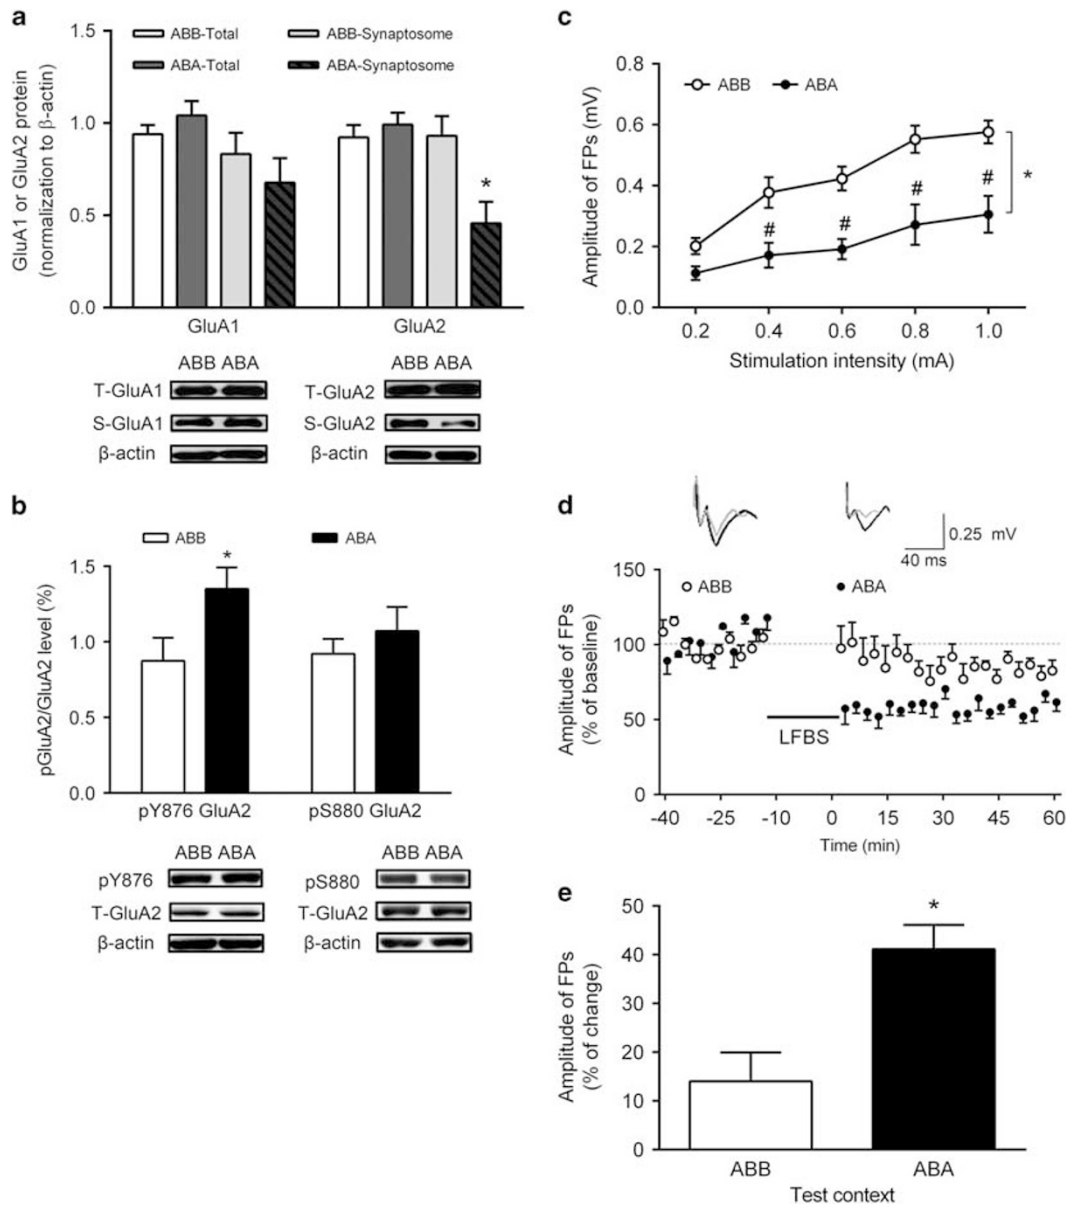 a
ABB-Total
ABB-Synaptosome
ABA-Total
ABA-Synaptosome
GluA1 or GluA2 protein
(normalization to β-actin)
1.5
1.0
0.5
0.0
*
GluA1
GluA2
ABB ABA
T-GluA1
S-GluA1
β-actin
ABB ABA
T-GluA2
S-GluA2
β-actin
b
ABB
ABA
pGluA2/GluA2 level (%)
1.5
1.0
0.5
0.0
*
pY876 GluA2
pS880 GluA2
ABB ABA
pY876
T-GluA2
β-actin
ABB ABA
pS880
T-GluA2
β-actin
c
ABB
ABA
Amplitude of FPs (mV)
0.8
0.6
0.4
0.2
0.0
# # # #
*
0.2 0.4 0.6 0.8 1.0
Stimulation intensity (mA)
d
0.25 mV
40 ms
ABB
ABA
Amplitude of FPs
(% of baseline)
150
100
50
0
LFBS
-40 -25 -10 0 15 30 45 60
Time (min)
e
Amplitude of FPs
(% of change)
50
40
30
20
10
0
*
ABB
ABA
Test context